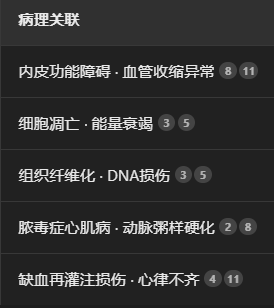 病理关联
内皮功能障碍 · 血管收缩异常 8 11
细胞凋亡 · 能量衰竭 3 5
组织纤维化 · DNA损伤 3 5
脓毒症心肌病 · 动脉粥样硬化 2 8
缺血再灌注损伤 · 心律不齐 4 11